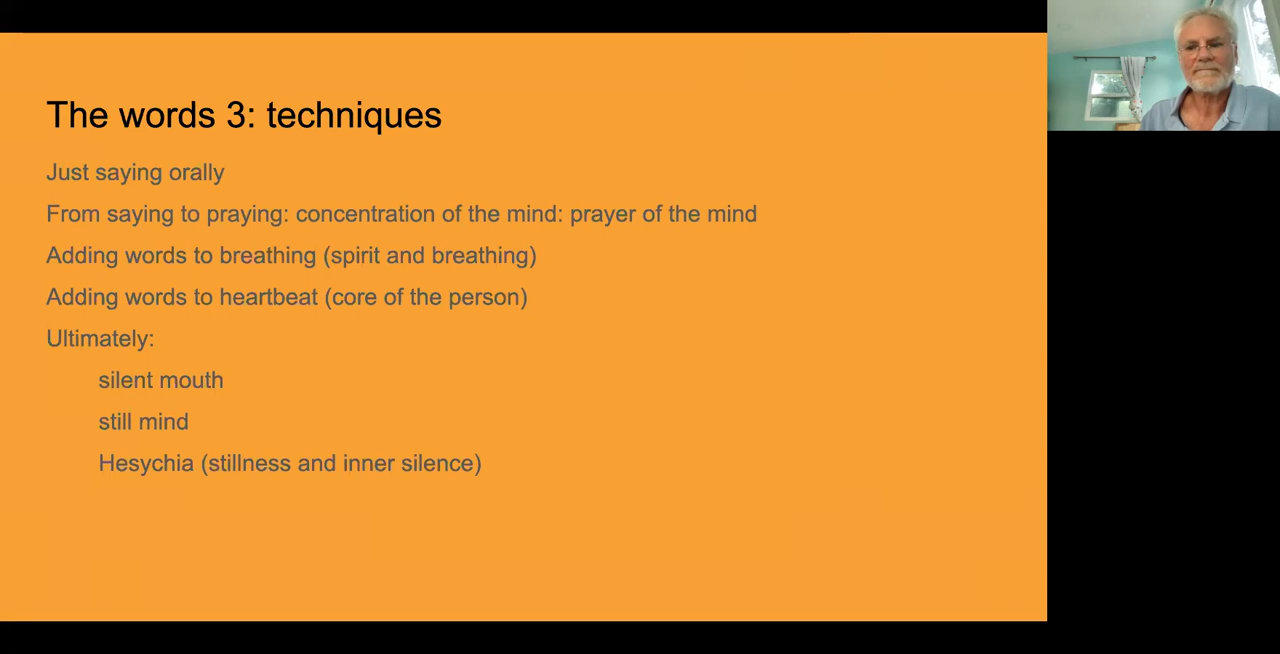 The words 3: techniques
Just saying orally
From saying to praying: concentration of the mind: prayer of the mind
Adding words to breathing (spirit and breathing)
Adding words to heartbeat (core of the person)
Ultimately:
silent mouth
still mind
Hesychia (stillness and inner silence)